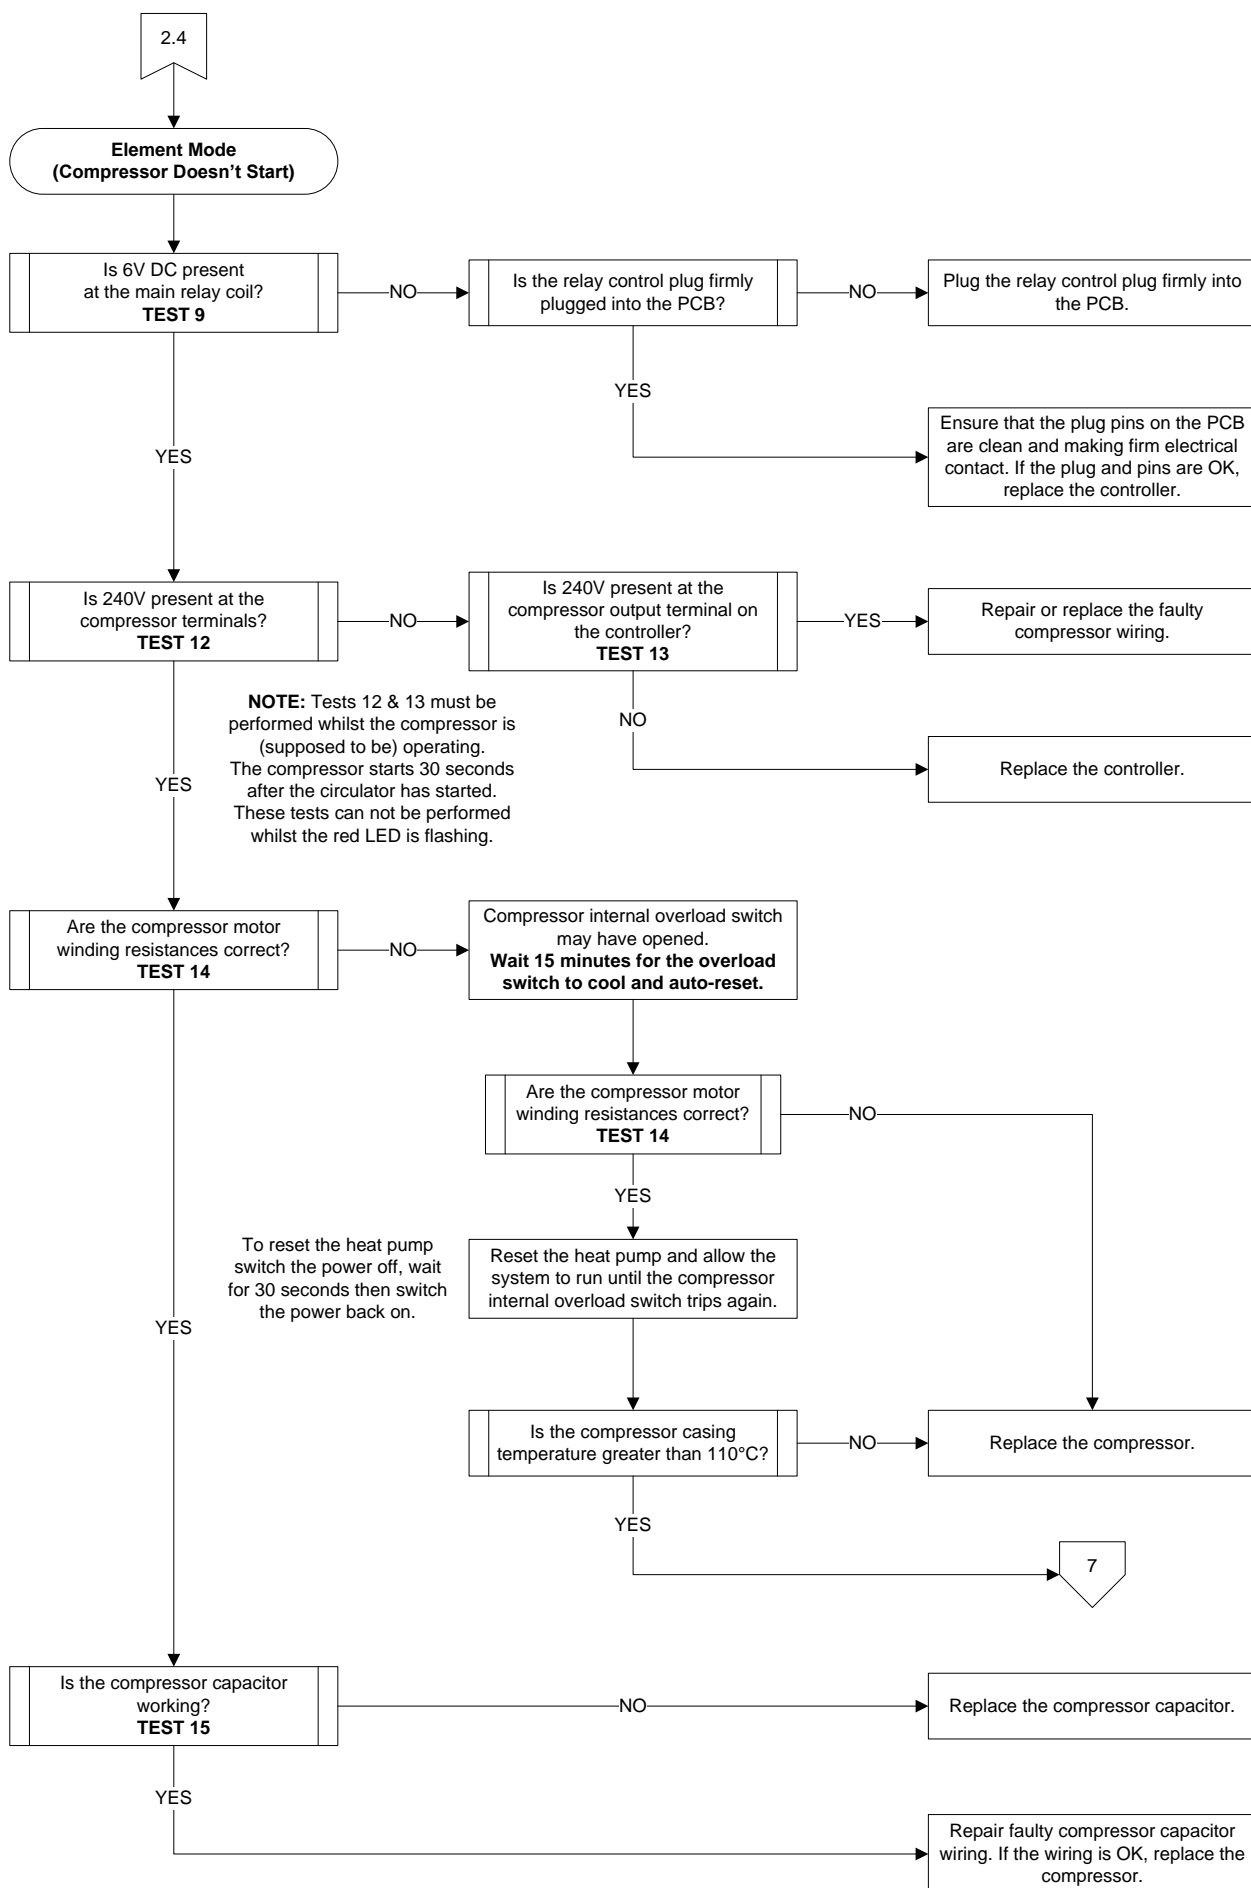 2.4
Element Mode
(Compressor Doesn't Start)
Is 6V DC present
at the main relay coil?
TEST 9
NO
Is the relay control plug firmly
plugged into the PCB?
NO
Plug the relay control plug firmly into
the PCB.
YES
Ensure that the plug pins on the PCB
are clean and making firm electrical
contact. If the plug and pins are OK,
replace the controller.
YES
Is 240V present at the
compressor terminals?
TEST 12
NO
Is 240V present at the
compressor output terminal on
the controller?
TEST 13
YES
Repair or replace the faulty
compressor wiring.
NOTE: Tests 12 & 13 must be
performed whilst the compressor is
(supposed to be) operating.
The compressor starts 30 seconds
after the circulator has started.
These tests can not be performed
whilst the red LED is flashing.
NO
Replace the controller.
YES
Are the compressor motor
winding resistances correct?
TEST 14
NO
Compressor internal overload switch
may have opened.
Wait 15 minutes for the overload
switch to cool and auto-reset.
Are the compressor motor
winding resistances correct?
TEST 14
NO
YES
To reset the heat pump
switch the power off, wait
for 30 seconds then switch
the power back on.
Reset the heat pump and allow the
system to run until the compressor
internal overload switch trips again.
YES
Is the compressor casing
temperature greater than 110°C?
NO
Replace the compressor.
YES
7
Is the compressor capacitor
working?
TEST 15
NO
Replace the compressor capacitor.
YES
Repair faulty compressor capacitor
wiring. If the wiring is OK, replace the
compressor.